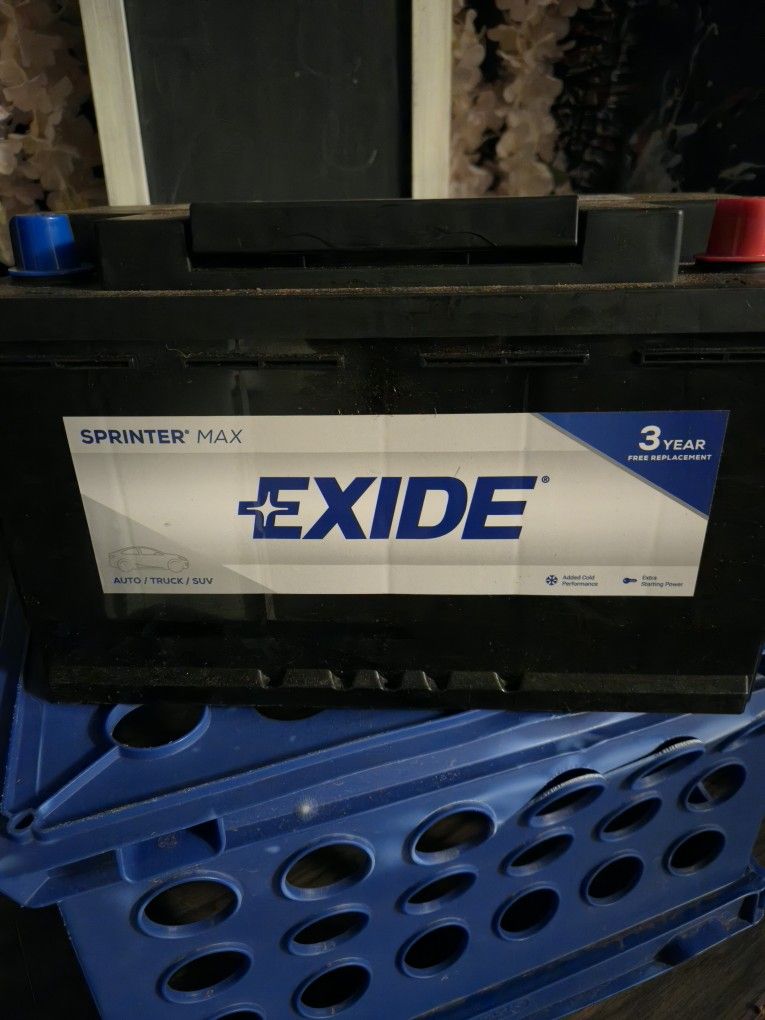 SPRINTER® MAX
3 YEAR
FREE REPLACEMENT
EXIDE®
AUTO / TRUCK / SUV
Added Cold
Performance
Extra
Starting Power